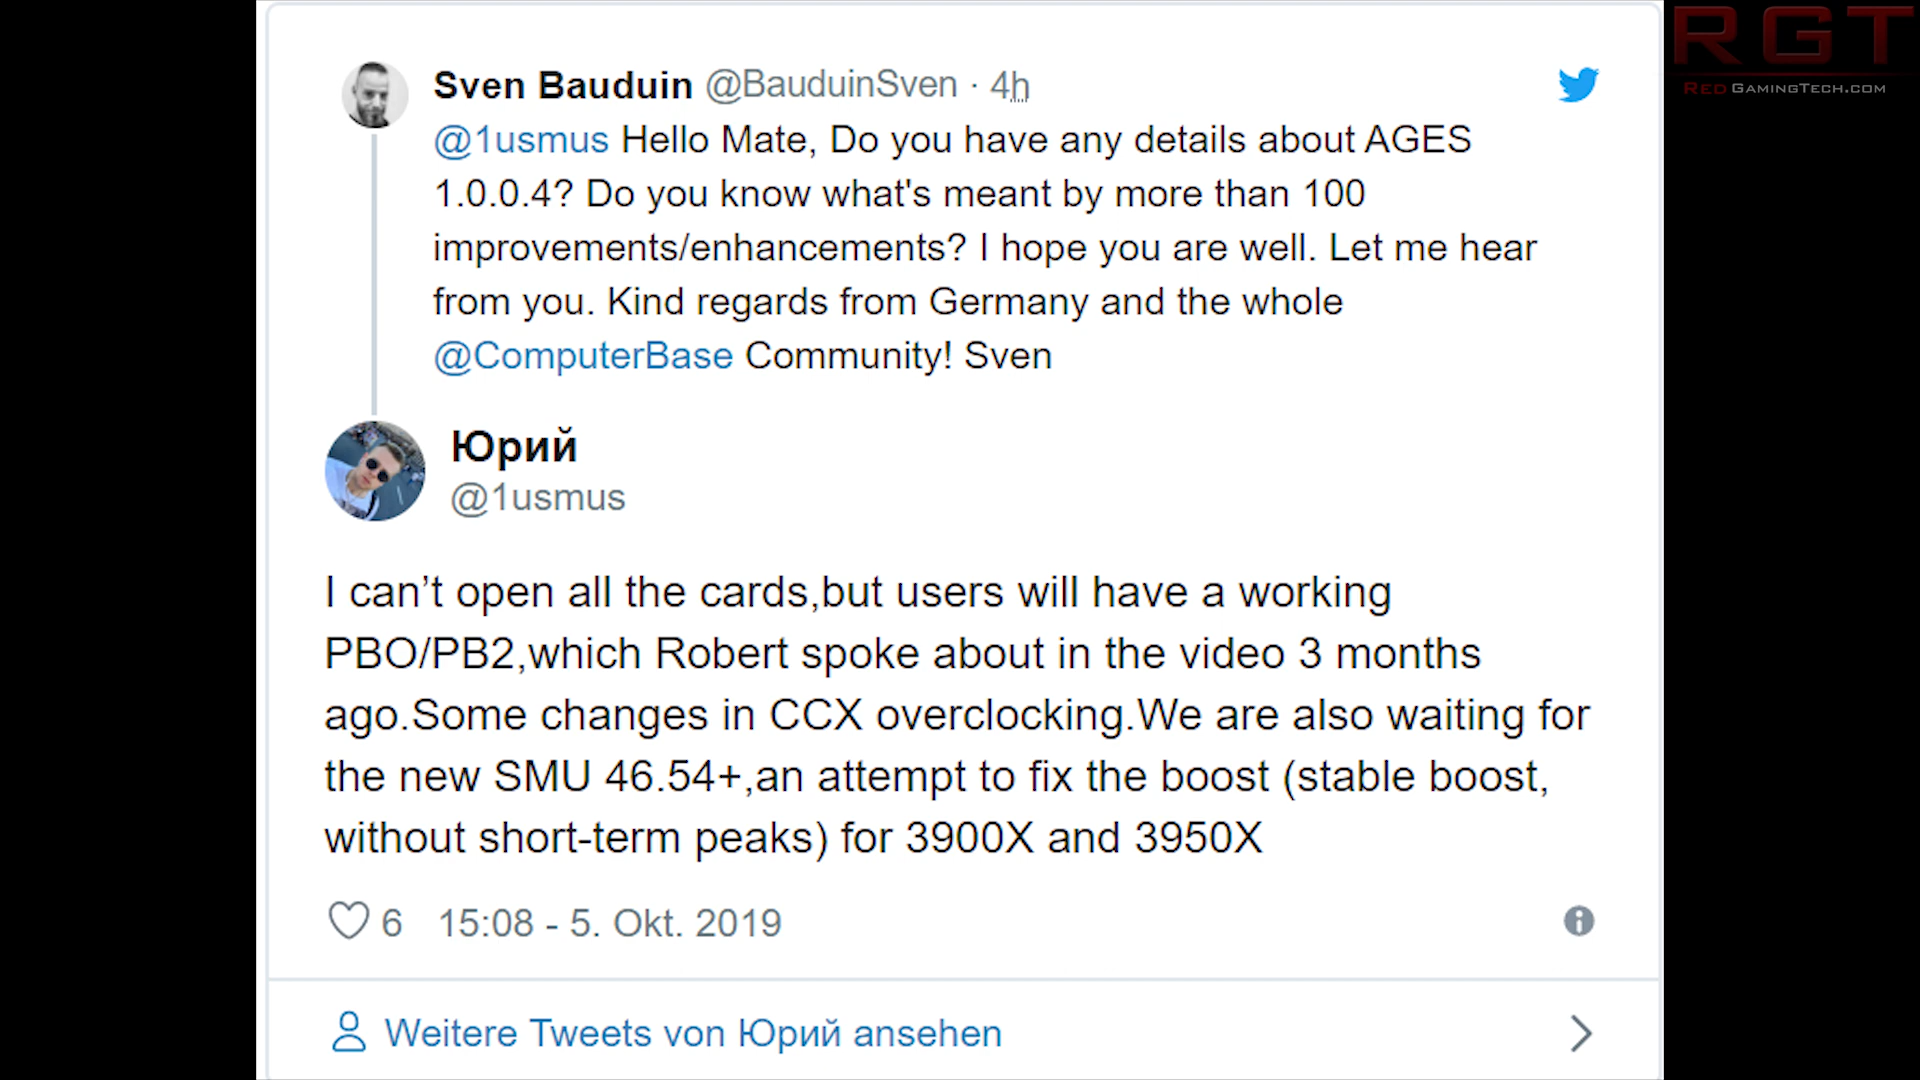 RGT
RED GAMINGTECH.COM
Sven Bauduin @BauduinSven · 4h
@1usmus Hello Mate, Do you have any details about AGES
1.0.0.4? Do you know what's meant by more than 100
improvements/enhancements? I hope you are well. Let me hear
from you. Kind regards from Germany and the whole
@ComputerBase Community! Sven
Юрий
@1usmus
I can’t open all the cards,but users will have a working
PBO/PB2,which Robert spoke about in the video 3 months
ago.Some changes in CCX overclocking.We are also waiting for
the new SMU 46.54+,an attempt to fix the boost (stable boost,
without short-term peaks) for 3900X and 3950X
6 15:08 - 5. Okt. 2019
Weitere Tweets von Юрий ansehen